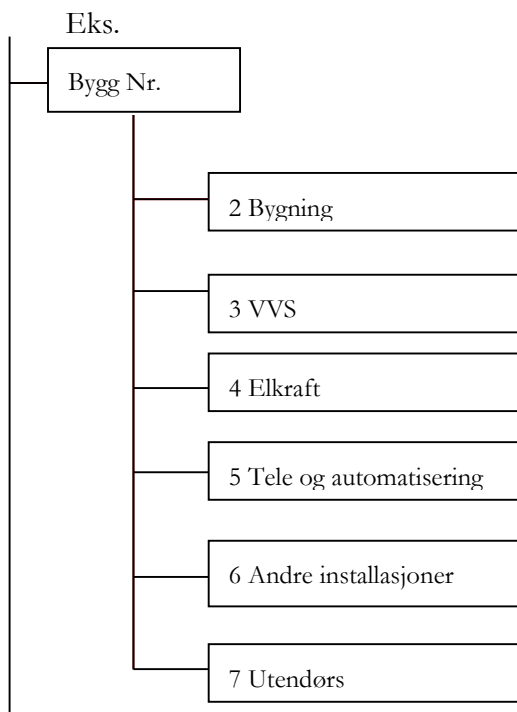 Eks.
Bygg Nr.
2 Bygning
3 VVS
4 Elkraft
5 Tele og automatisering
6 Andre installasjoner
7 Utendørs